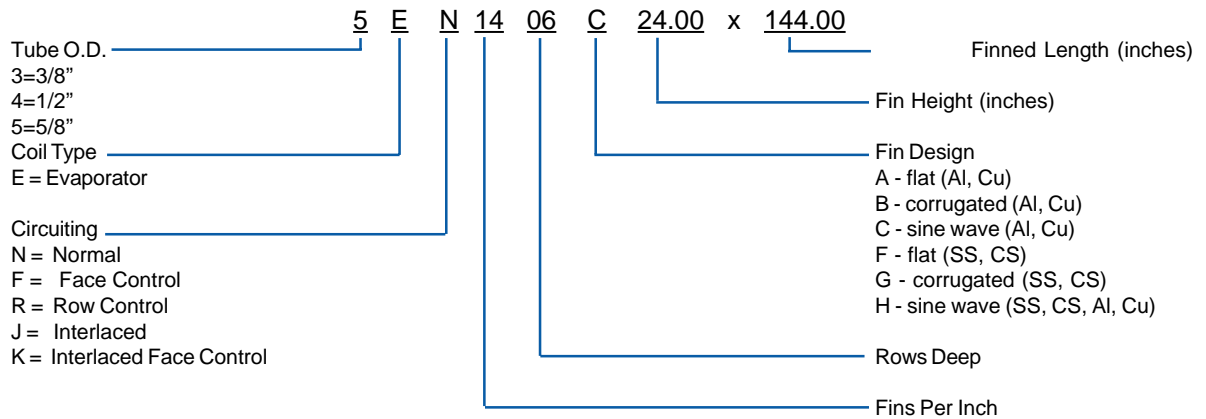 5 E N 14 06 C 24.00 x 144.00
Tube O.D.
3=3/8”
4=1/2”
5=5/8”
Coil Type
E = Evaporator
Circuiting
N = Normal
F = Face Control
R = Row Control
J = Interlaced
K = Interlaced Face Control
Finned Length (inches)
Fin Height (inches)
Fin Design
A - flat (Al, Cu)
B - corrugated (Al, Cu)
C - sine wave (Al, Cu)
F - flat (SS, CS)
G - corrugated (SS, CS)
H - sine wave (SS, CS, Al, Cu)
Rows Deep
Fins Per Inch